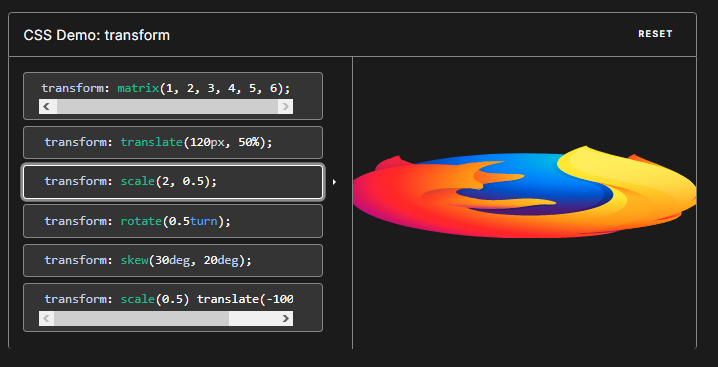 CSS Demo: transform
RESET
transform: matrix(1, 2, 3, 4, 5, 6);
transform: translate(120px, 50%);
transform: scale(2, 0.5);
transform: rotate(0.5turn);
transform: skew(30deg, 20deg);
transform: scale(0.5) translate(-100